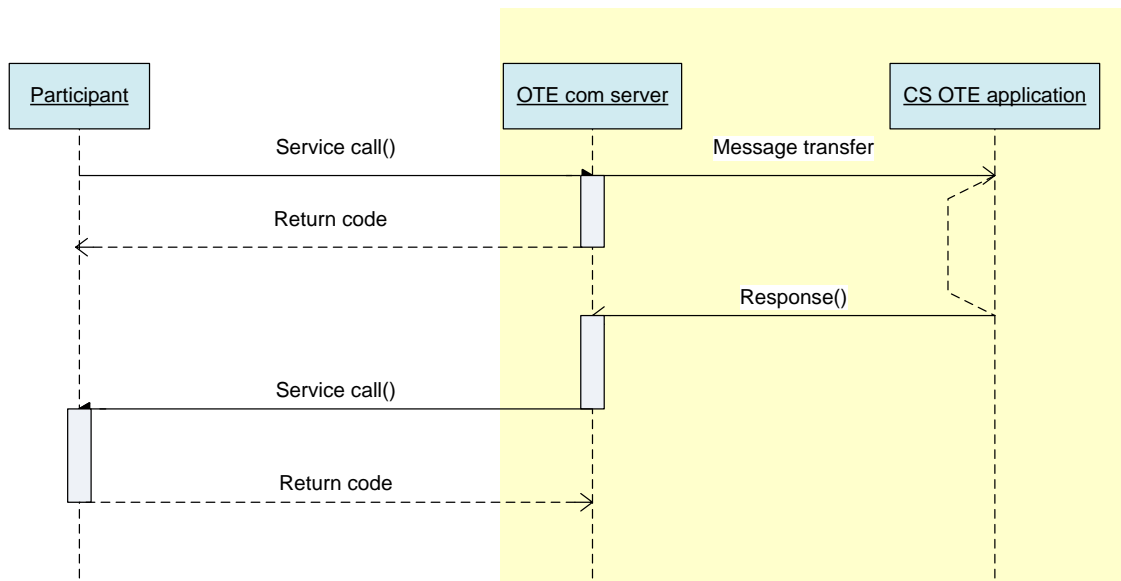 Participant
OTE com server
CS OTE application
Service call()
Message transfer
Return code
Response()
Service call()
Return code